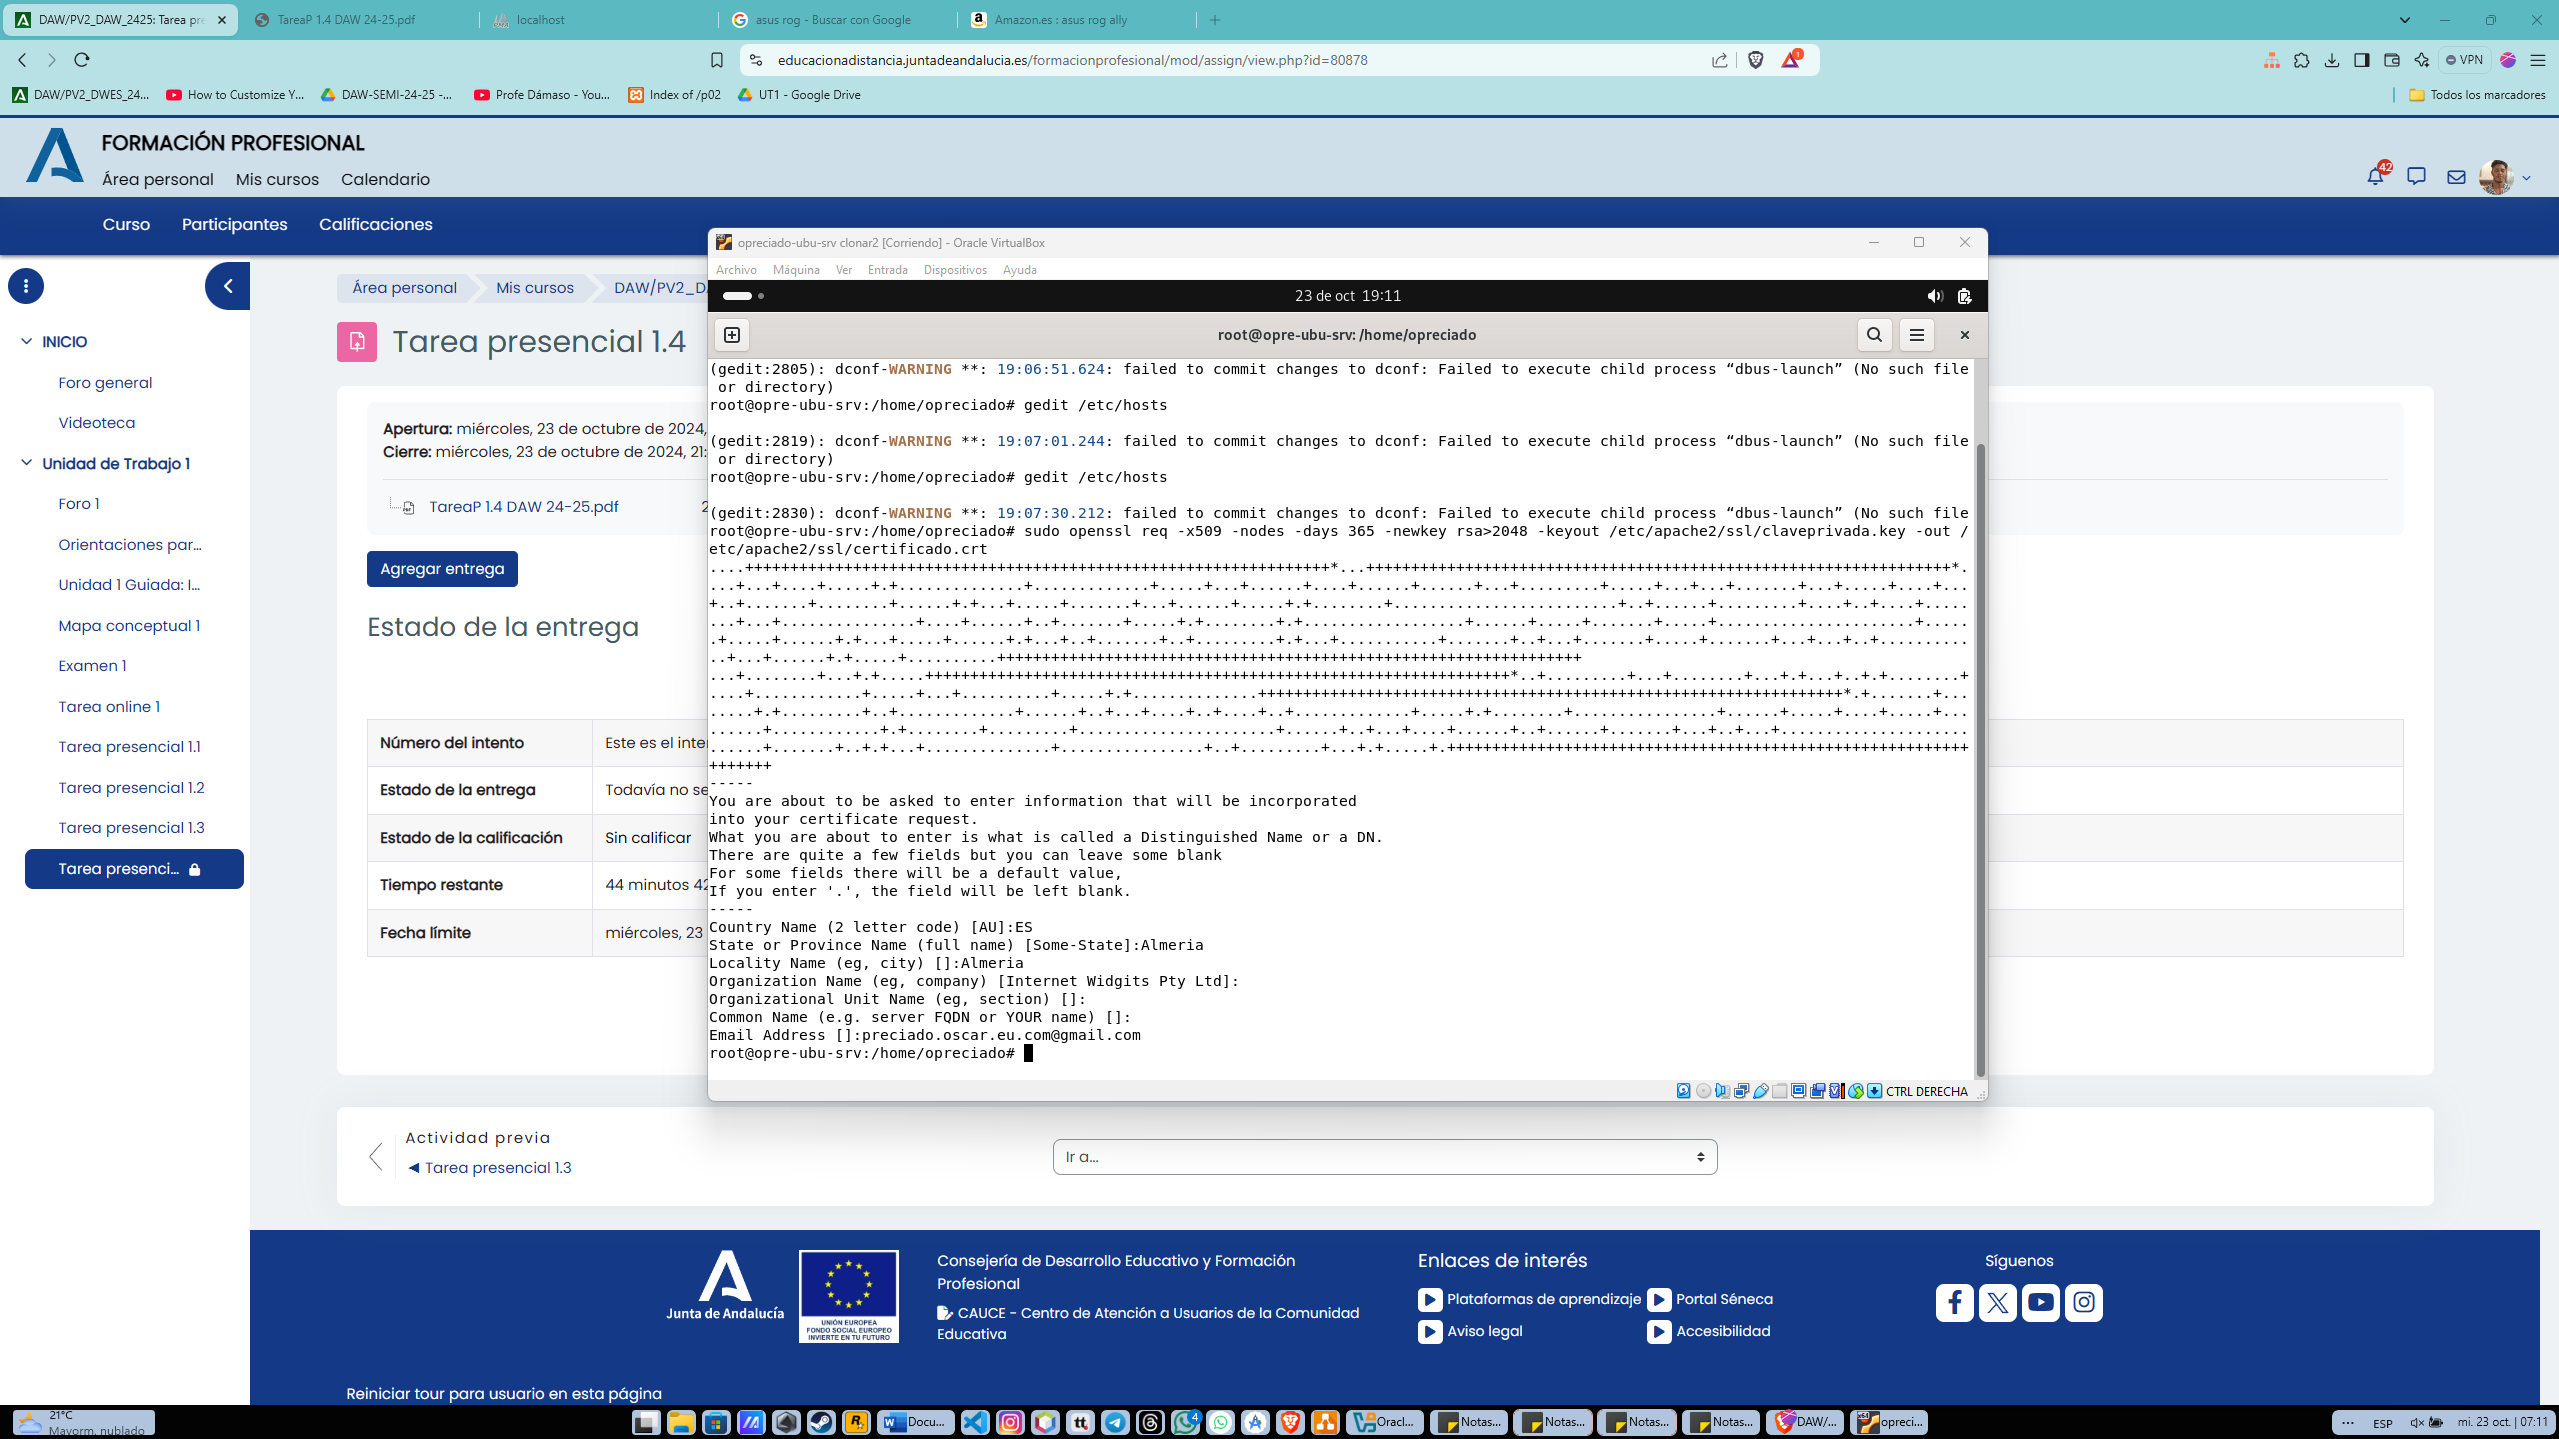 DAW/PV2_DAW_2425: Tarea pre
TareaP 1.4 DAW 24-25.pdf
localhost
asus rog - Buscar con Google
Amazon.es : asus rog ally
educacionadistancia.juntadeandalucia.es/formacionprofesional/mod/assign/view.php?id=80878
1
VPN
DAW/PV2_DWES_24...
How to Customize Y...
DAW-SEMI-24-25 -...
Profe Dámaso - You...
Index of /p02
UT1 - Google Drive
Todos los marcadores
FORMACIÓN PROFESIONAL
Área personal Mis cursos Calendario
42
Curso Participantes Calificaciones
INICIO
Foro general
Videoteca
Unidad de Trabajo 1
Foro 1
Orientaciones par...
Unidad 1 Guiada: I...
Mapa conceptual 1
Examen 1
Tarea online 1
Tarea presencial 1.1
Tarea presencial 1.2
Tarea presencial 1.3
Tarea presenci...
Área personal Mis cursos DAW/PV2_D
Tarea presencial 1.4
Apertura: miércoles, 23 de octubre de 2024,
Cierre: miércoles, 23 de octubre de 2024, 21:
TareaP 1.4 DAW 24-25.pdf 2
Agregar entrega
Estado de la entrega
Número del intento Este es el inte
Estado de la entrega Todavía no se
Estado de la calificación Sin calificar
Tiempo restante 44 minutos 42
Fecha límite miércoles, 23
opreciado-ubu-srv clonar2 [Corriendo] - Oracle VirtualBox
Archivo Máquina Ver Entrada Dispositivos Ayuda
23 de oct 19:11
root@opre-ubu-srv: /home/opreciado
(gedit:2805): dconf-WARNING **: 19:06:51.624: failed to commit changes to dconf: Failed to execute child process “dbus-launch” (No such file
or directory)
root@opre-ubu-srv:/home/opreciado# gedit /etc/hosts
(gedit:2819): dconf-WARNING **: 19:07:01.244: failed to commit changes to dconf: Failed to execute child process “dbus-launch” (No such file
or directory)
root@opre-ubu-srv:/home/opreciado# gedit /etc/hosts
(gedit:2830): dconf-WARNING **: 19:07:30.212: failed to commit changes to dconf: Failed to execute child process “dbus-launch” (No such file
root@opre-ubu-srv:/home/opreciado# sudo openssl req -x509 -nodes -days 365 -newkey rsa>2048 -keyout /etc/apache2/ssl/claveprivada.key -out /
etc/apache2/ssl/certificado.crt
-----
You are about to be asked to enter information that will be incorporated
into your certificate request.
What you are about to enter is what is called a Distinguished Name or a DN.
There are quite a few fields but you can leave some blank
For some fields there will be a default value,
If you enter '.', the field will be left blank.
-----
Country Name (2 letter code) [AU]:ES
State or Province Name (full name) [Some-State]:Almeria
Locality Name (eg, city) []:Almeria
Organization Name (eg, company) [Internet Widgits Pty Ltd]:
Organizational Unit Name (eg, section) []:
Common Name (e.g. server FQDN or YOUR name) []:
Email Address []:preciado.oscar.eu.com@gmail.com
root@opre-ubu-srv:/home/opreciado#
CTRL DERECHA
Actividad previa
◄ Tarea presencial 1.3
Ir a...
Junta de Andalucía
UNIÓN EUROPEA
FONDO SOCIAL EUROPEO
INVIERTE EN TU FUTURO
Consejería de Desarrollo Educativo y Formación
Profesional
CAUCE - Centro de Atención a Usuarios de la Comunidad
Educativa
Enlaces de interés
Plataformas de aprendizaje Portal Séneca
Aviso legal Accesibilidad
Síguenos
Reiniciar tour para usuario en esta página
21°C
Mayorm. nublado
Docu...
4
Oracl...
Notas...
Notas...
Notas...
Notas...
DAW/...
opreci...
ESP
mi. 23 oct. | 07:11